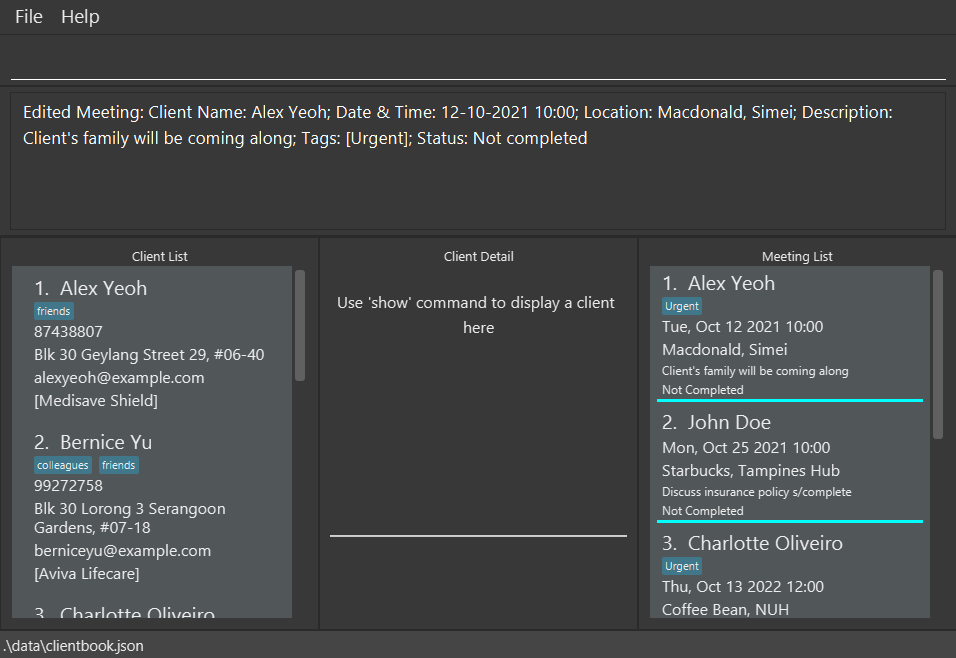 File Help
Edited Meeting: Client Name: Alex Yeoh; Date & Time: 12-10-2021 10:00; Location: Macdonald, Simei; Description:
Client's family will be coming along; Tags: [Urgent]; Status: Not completed
Client List
1. Alex Yeoh
friends
87438807
Blk 30 Geylang Street 29, #06-40
alexyeoh@example.com
[Medisave Shield]
2. Bernice Yu
colleagues friends
99272758
Blk 30 Lorong 3 Serangoon
Gardens, #07-18
berniceyu@example.com
[Aviva Lifecare]
3. Charlotte Oliveiro
Client Detail
Use 'show' command to display a client
here
Meeting List
1. Alex Yeoh
Urgent
Tue, Oct 12 2021 10:00
Macdonald, Simei
Client's family will be coming along
Not Completed
2. John Doe
Mon, Oct 25 2021 10:00
Starbucks, Tampines Hub
Discuss insurance policy s/complete
Not Completed
3. Charlotte Oliveiro
Urgent
Thu, Oct 13 2022 12:00
Coffee Bean, NUH
.\data\clientbook.json